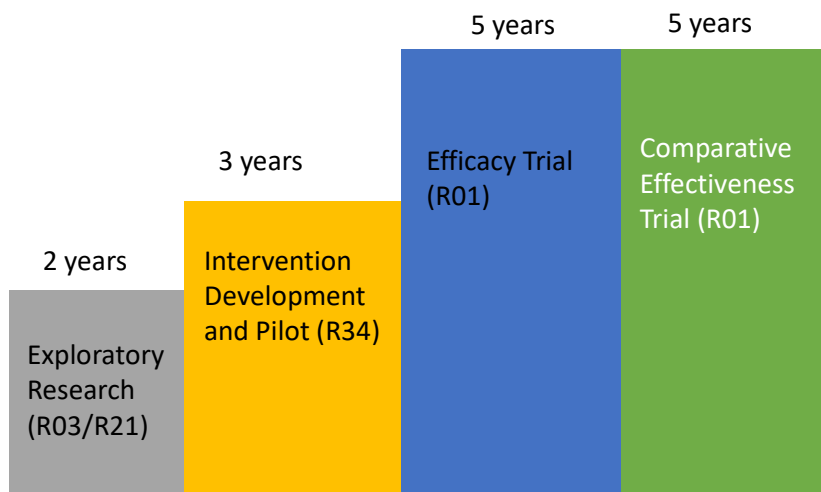 2 years
Exploratory
Research
(R03/R21)
3 years
Intervention
Development
and Pilot (R34)
5 years
Efficacy Trial
(R01)
5 years
Comparative
Effectiveness
Trial (R01)